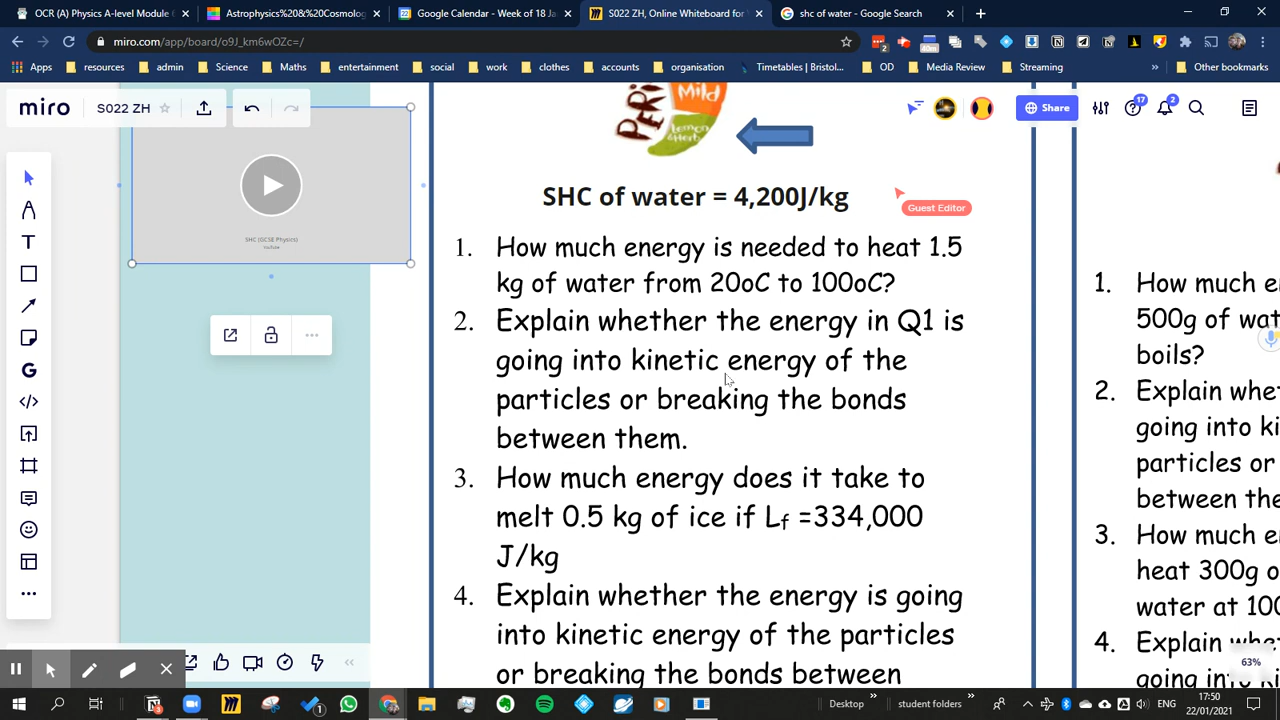 OCR (A) Physics A-level Module
Astrophysics%20&%20Cosmolog
Google Calendar - Week of 18 Ja
S022 ZH, Online Whiteboard for
shc of water - Google Search
miro.com/app/board/o9J_km6wOZc=/
Apps
resources
admin
Science
Maths
entertainment
social
work
clothes
accounts
organisation
Timetables | Bristol...
OD
Media Review
Streaming
Other bookmarks
miro
S022 ZH
Share
17
2
PERi
Mild
Lemon
& Herb
SHC of water = 4,200J/kg
Guest Editor
SHC (GCSE Physics)
YouTube
1. How much energy is needed to heat 1.5
kg of water from 20oC to 100oC?
2. Explain whether the energy in Q1 is
going into kinetic energy of the
particles or breaking the bonds
between them.
3. How much energy does it take to
melt 0.5 kg of ice if Lf =334,000
J/kg
4. Explain whether the energy is going
into kinetic energy of the particles
or breaking the bonds between
1. How much e
500g of wat
boils?
2. Explain whet
going into ki
particles or
between the
3. How much e
heat 300g o
water at 100
4. Explain whe
going into ki
63%
Desktop
student folders
ENG
17:50
22/01/2021